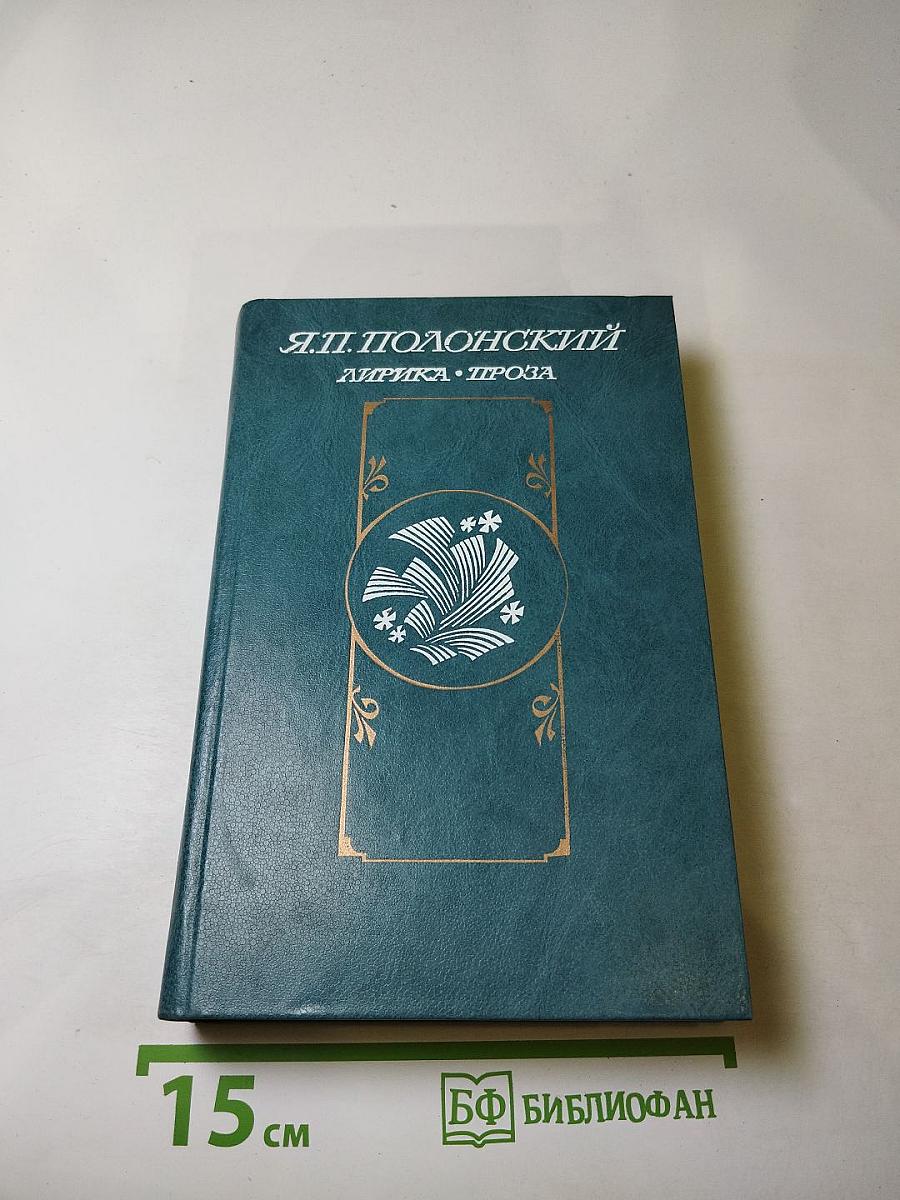 Я.П. ПОЛОНСКИЙ
ЛИРИКА • ПРОЗА
15 см
БФ БИБЛИОФАН